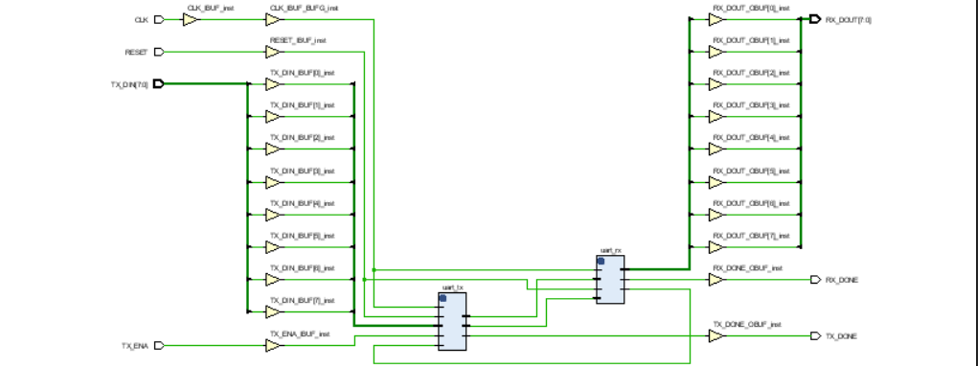 CLK
CLK_IBUF_inst
CLK_IBUF_BUFG_inst
RESET
RESET_IBUF_inst
TX_DIN[7:0]
TX_DIN_IBUF[0]_inst
TX_DIN_IBUF[1]_inst
TX_DIN_IBUF[2]_inst
TX_DIN_IBUF[3]_inst
TX_DIN_IBUF[4]_inst
TX_DIN_IBUF[5]_inst
TX_DIN_IBUF[6]_inst
TX_DIN_IBUF[7]_inst
TX_ENA
TX_ENA_IBUF_inst
uart_tx
uart_rx
RX_DOUT_OBUF[0]_inst
RX_DOUT[7:0]
RX_DOUT_OBUF[1]_inst
RX_DOUT_OBUF[2]_inst
RX_DOUT_OBUF[3]_inst
RX_DOUT_OBUF[4]_inst
RX_DOUT_OBUF[5]_inst
RX_DOUT_OBUF[6]_inst
RX_DOUT_OBUF[7]_inst
RX_DONE_OBUF_inst
RX_DONE
TX_DONE_OBUF_inst
TX_DONE